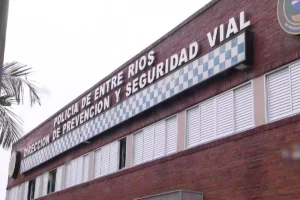 POLICIA DE ENTRE RIOS
DIRECCION DE PREVENCION Y SEGURIDAD VIAL